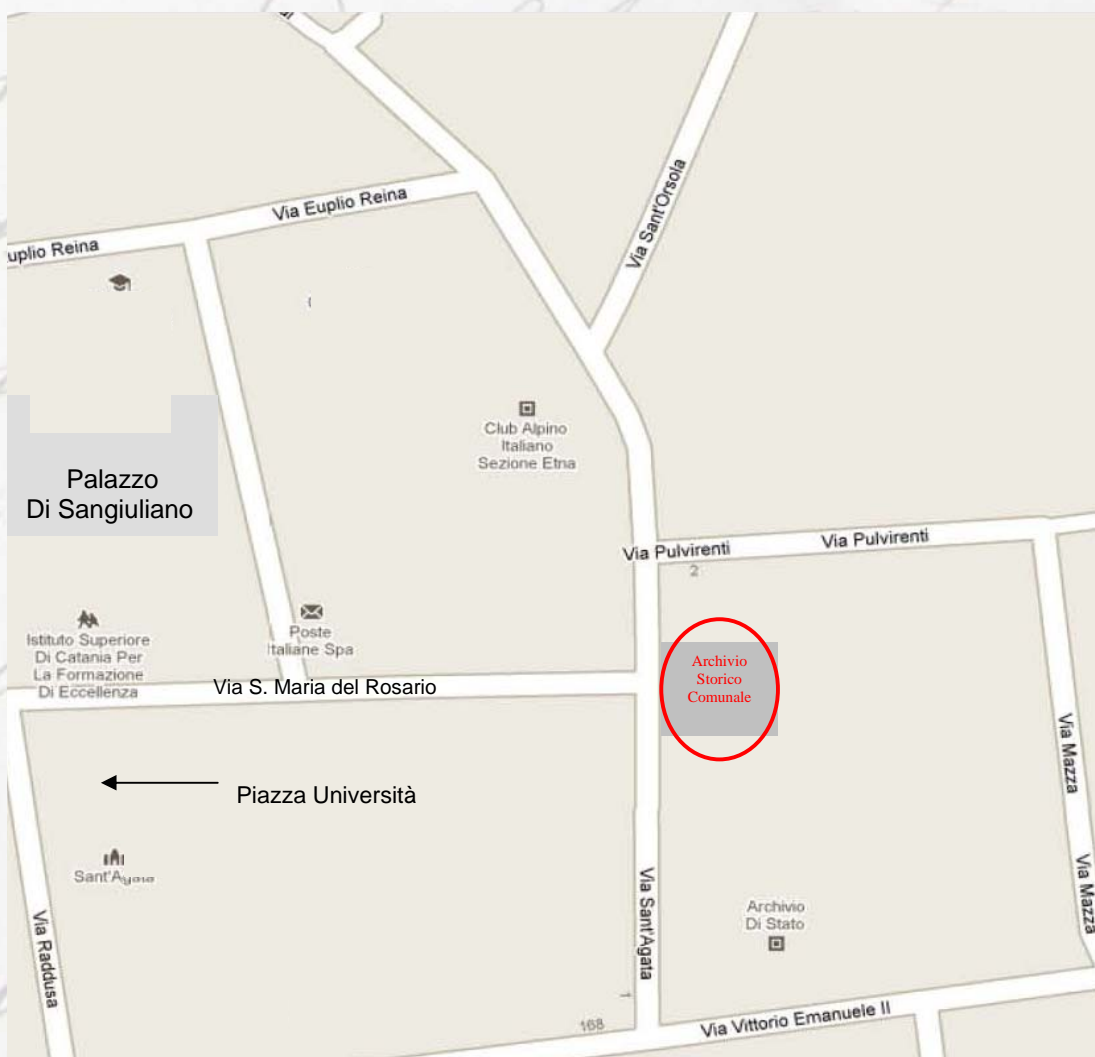 Via Euplio Reina
uplio Reina
Via Sant'Orsola
Club Alpino
Italiano
Sezione Etna
Palazzo
Di Sangiuliano
Via Pulvirenti
Via Pulvirenti
2
Istituto Superiore
Di Catania Per
La Formazione
Di Eccellenza
Poste
Italiane Spa
Via S. Maria del Rosario
Archivio
Storico
Comunale
Via Mazza
Piazza Università
Via Mazza
Via Raddusa
Via Sant'Agata
Archivio
Di Stato
1
168
Via Vittorio Emanuele II